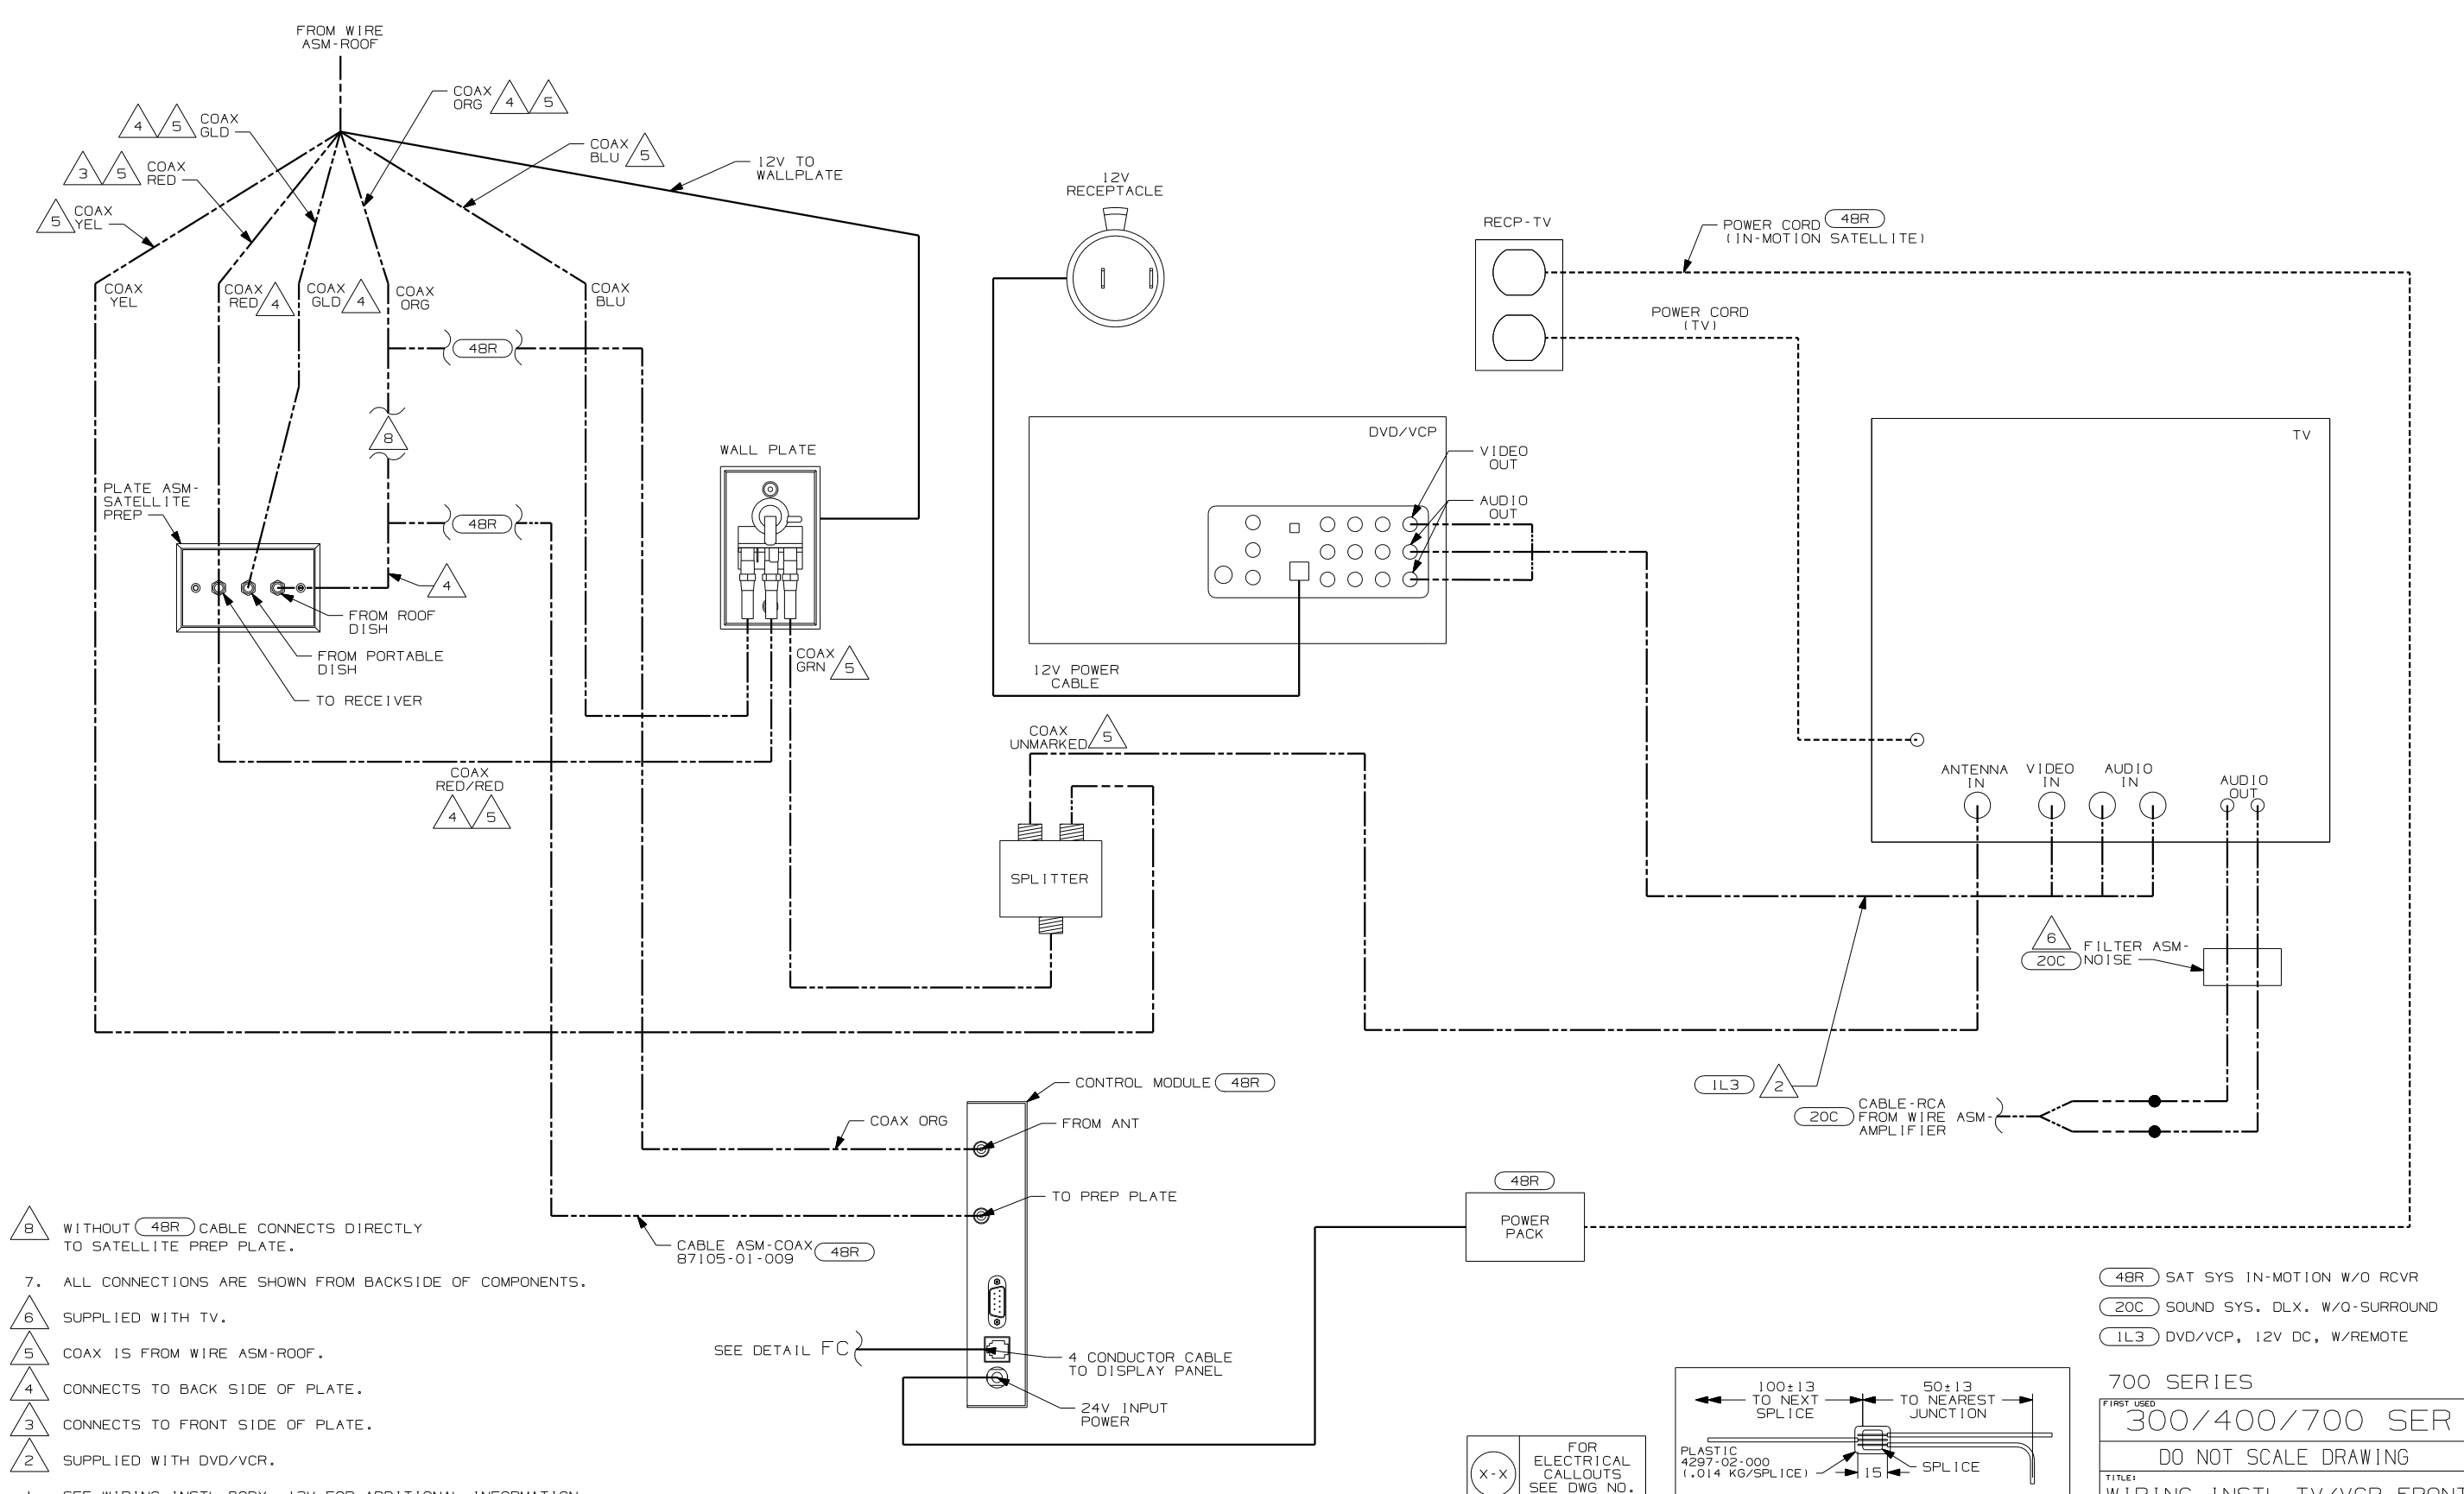 FROM WIRE
ASM-ROOF
COAX
ORG
4
5
4
5
COAX
GLD
COAX
BLU
5
3
5
COAX
RED
12V TO
WALLPLATE
5
COAX
YEL
12V
RECEPTACLE
RECP-TV
POWER CORD
48R
(IN-MOTION SATELLITE)
COAX
YEL
COAX
RED
4
COAX
GLD
4
COAX
ORG
COAX
BLU
POWER CORD
(TV)
48R
8
WALL PLATE
DVD/VCP
TV
VIDEO
OUT
AUDIO
OUT
PLATE ASM-
SATELLITE
PREP
48R
4
FROM ROOF
DISH
FROM PORTABLE
DISH
TO RECEIVER
COAX
GRN
5
12V POWER
CABLE
COAX
UNMARKED
5
COAX
RED/RED
4
5
ANTENNA
IN
VIDEO
IN
AUDIO
IN
AUDIO
OUT
SPLITTER
6
20C
FILTER ASM-
NOISE
CONTROL MODULE
48R
1L3
2
20C
CABLE-RCA
FROM WIRE ASM-
AMPLIFIER
COAX ORG
FROM ANT
TO PREP PLATE
48R
POWER
PACK
CABLE ASM-COAX
87105-01-009
48R
SEE DETAIL FC
4 CONDUCTOR CABLE
TO DISPLAY PANEL
24V INPUT
POWER
8
WITHOUT 48R CABLE CONNECTS DIRECTLY
TO SATELLITE PREP PLATE.
7. ALL CONNECTIONS ARE SHOWN FROM BACKSIDE OF COMPONENTS.
6 SUPPLIED WITH TV.
5 COAX IS FROM WIRE ASM-ROOF.
4 CONNECTS TO BACK SIDE OF PLATE.
3 CONNECTS TO FRONT SIDE OF PLATE.
2 SUPPLIED WITH DVD/VCR.
48R SAT SYS IN-MOTION W/O RCVR
20C SOUND SYS. DLX. W/Q-SURROUND
1L3 DVD/VCP, 12V DC, W/REMOTE
700 SERIES
FIRST USED
300/400/700 SER
DO NOT SCALE DRAWING
TITLE:
WIRING INSTL-TV/VCP FRONT
X-X
FOR
ELECTRICAL
CALLOUTS
SEE DWG NO.
100±13
TO NEXT
SPLICE
50±13
TO NEAREST
JUNCTION
PLASTIC
4297-02-000
(.014 KG/SPLICE)
15
SPLICE